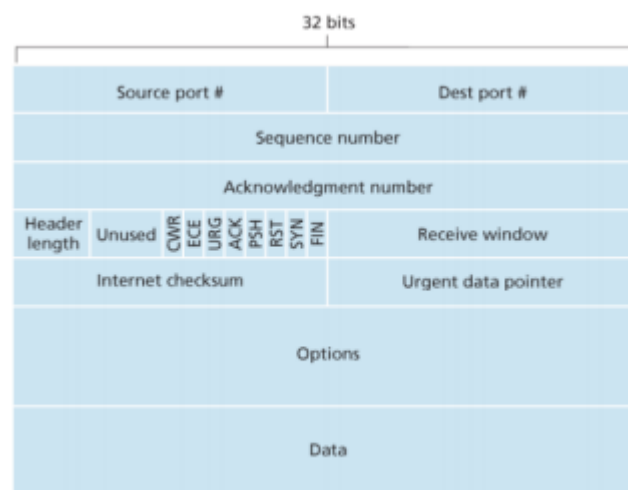 32 bits
Source port # Dest port #
Sequence number
Acknowledgment number
Header length Unused CWR ECE URG ACK PSH RST SYN FIN Receive window
Internet checksum Urgent data pointer
Options
Data